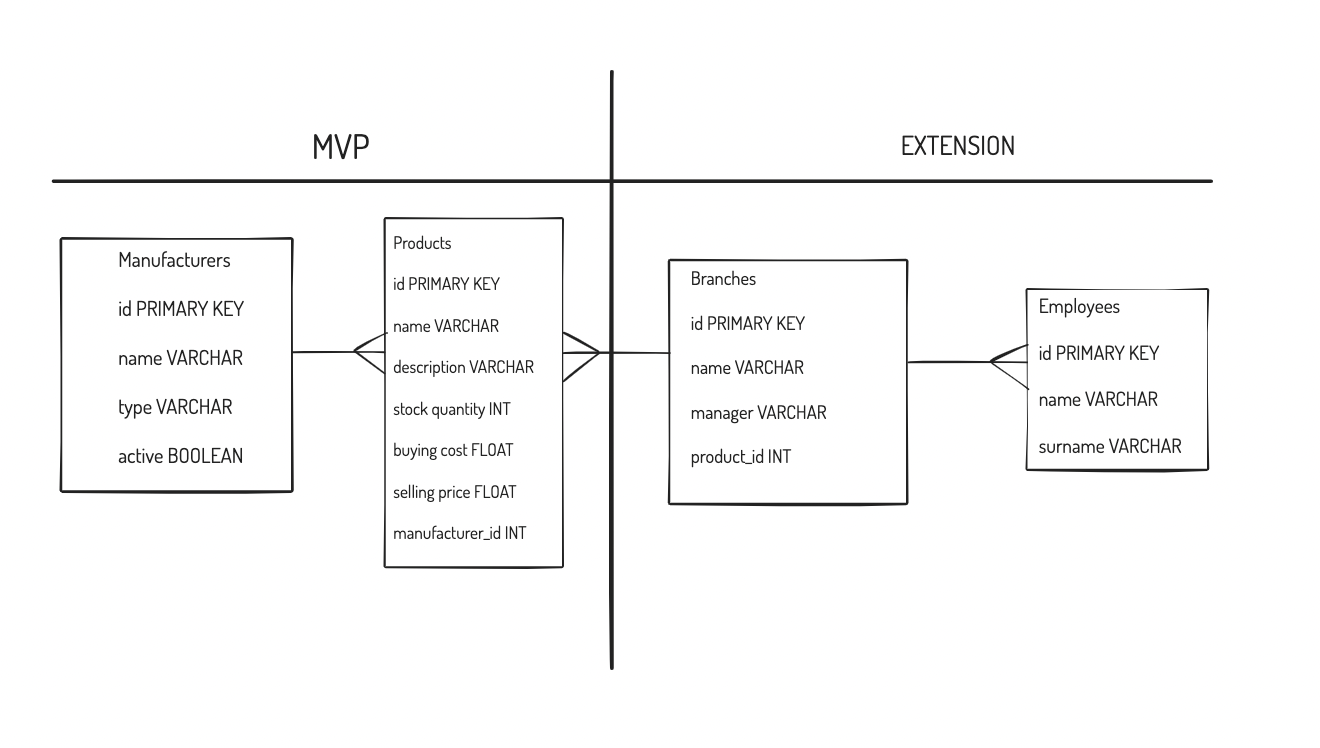 MVP
EXTENSION
Manufacturers
id PRIMARY KEY
name VARCHAR
type VARCHAR
active BOOLEAN
Products
id PRIMARY KEY
name VARCHAR
description VARCHAR
stock quantity INT
buying cost FLOAT
selling price FLOAT
manufacturer_id INT
Branches
id PRIMARY KEY
name VARCHAR
manager VARCHAR
product_id INT
Employees
id PRIMARY KEY
name VARCHAR
surname VARCHAR